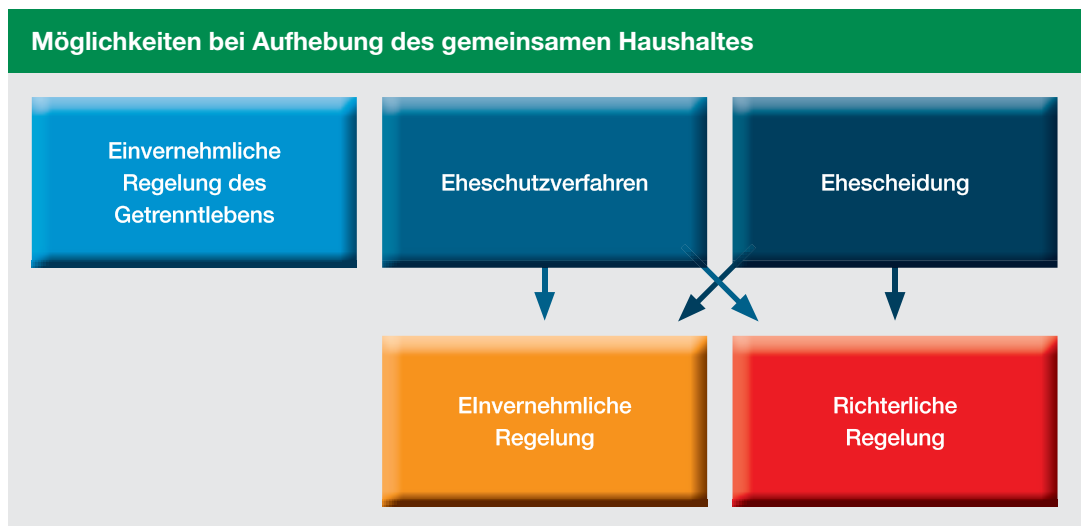 Möglichkeiten bei Aufhebung des gemeinsamen Haushaltes
Einvernehmliche
Regelung des
Getrenntlebens
Eheschutzverfahren
Ehescheidung
EInvernehmliche
Regelung
Richterliche
Regelung